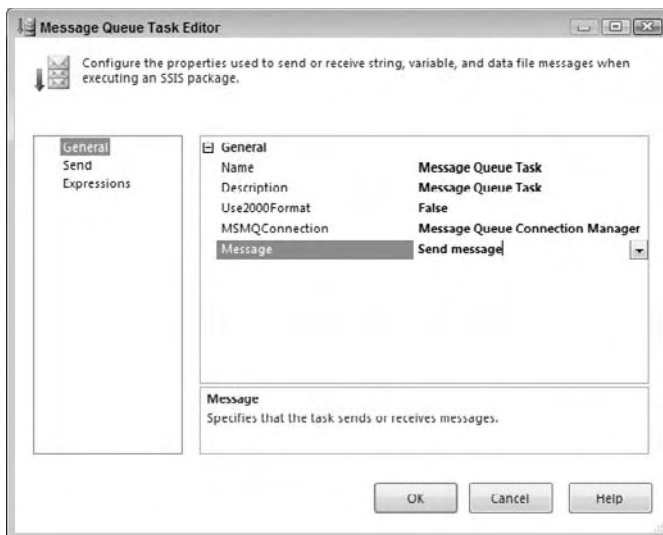 Message Queue Task Editor
Configure the properties used to send or receive string, variable, and data file messages when
executing an SSIS package.
General
Send
Expressions
General
Name Message Queue Task
Description Message Queue Task
Use2000Format False
MSMQConnection Message Queue Connection Manager
Message Send message
Message
Specifies that the task sends or receives messages.
OK Cancel Help